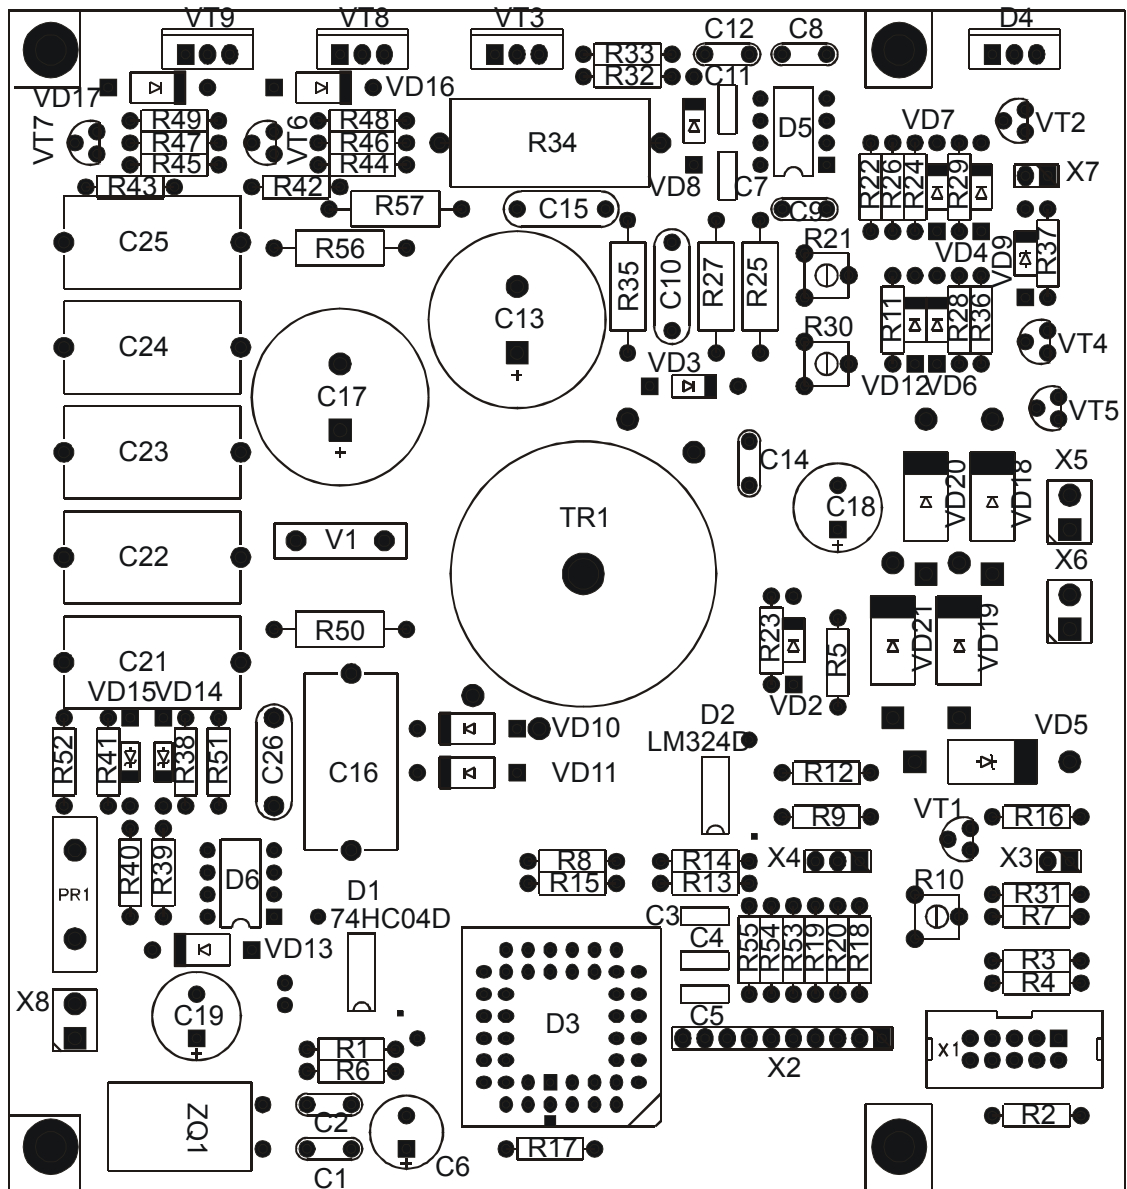 VT9
VT8
VT3
C12
C8
D4
R33
R32
C11
VD17
VD16
VT7
R49
R47
R45
VT6
R48
R46
R44
R34
D5
VD7
VT2
R43
R42
VD8
C7
R22
R26
R24
R29
X7
R57
C15
C9
C25
R56
R21
VD4
VD9
R37
R35
C10
R27
R25
C13
+
R11
R28
R36
C24
R30
VT4
VD3
VD12
VD6
C17
+
VT5
C23
C14
VD20
VD18
X5
C18
+
TR1
V1
C22
X6
R50
R23
R5
VD21
VD19
C21
VD15
VD14
VD2
D2
LM324D
VD10
VD5
R52
R41
R38
R51
C26
C16
VD11
R12
R9
VT1
R16
R40
R39
PR1
D6
D1
74HC04D
R8
R15
R14
R13
X4
X3
R10
R31
R7
C3
C4
R55
R54
R53
R19
R20
R18
VD13
R3
R4
X8
C19
+
D3
C5
X1
X2
R1
R6
ZQ1
C2
C1
C6
+
R17
R2